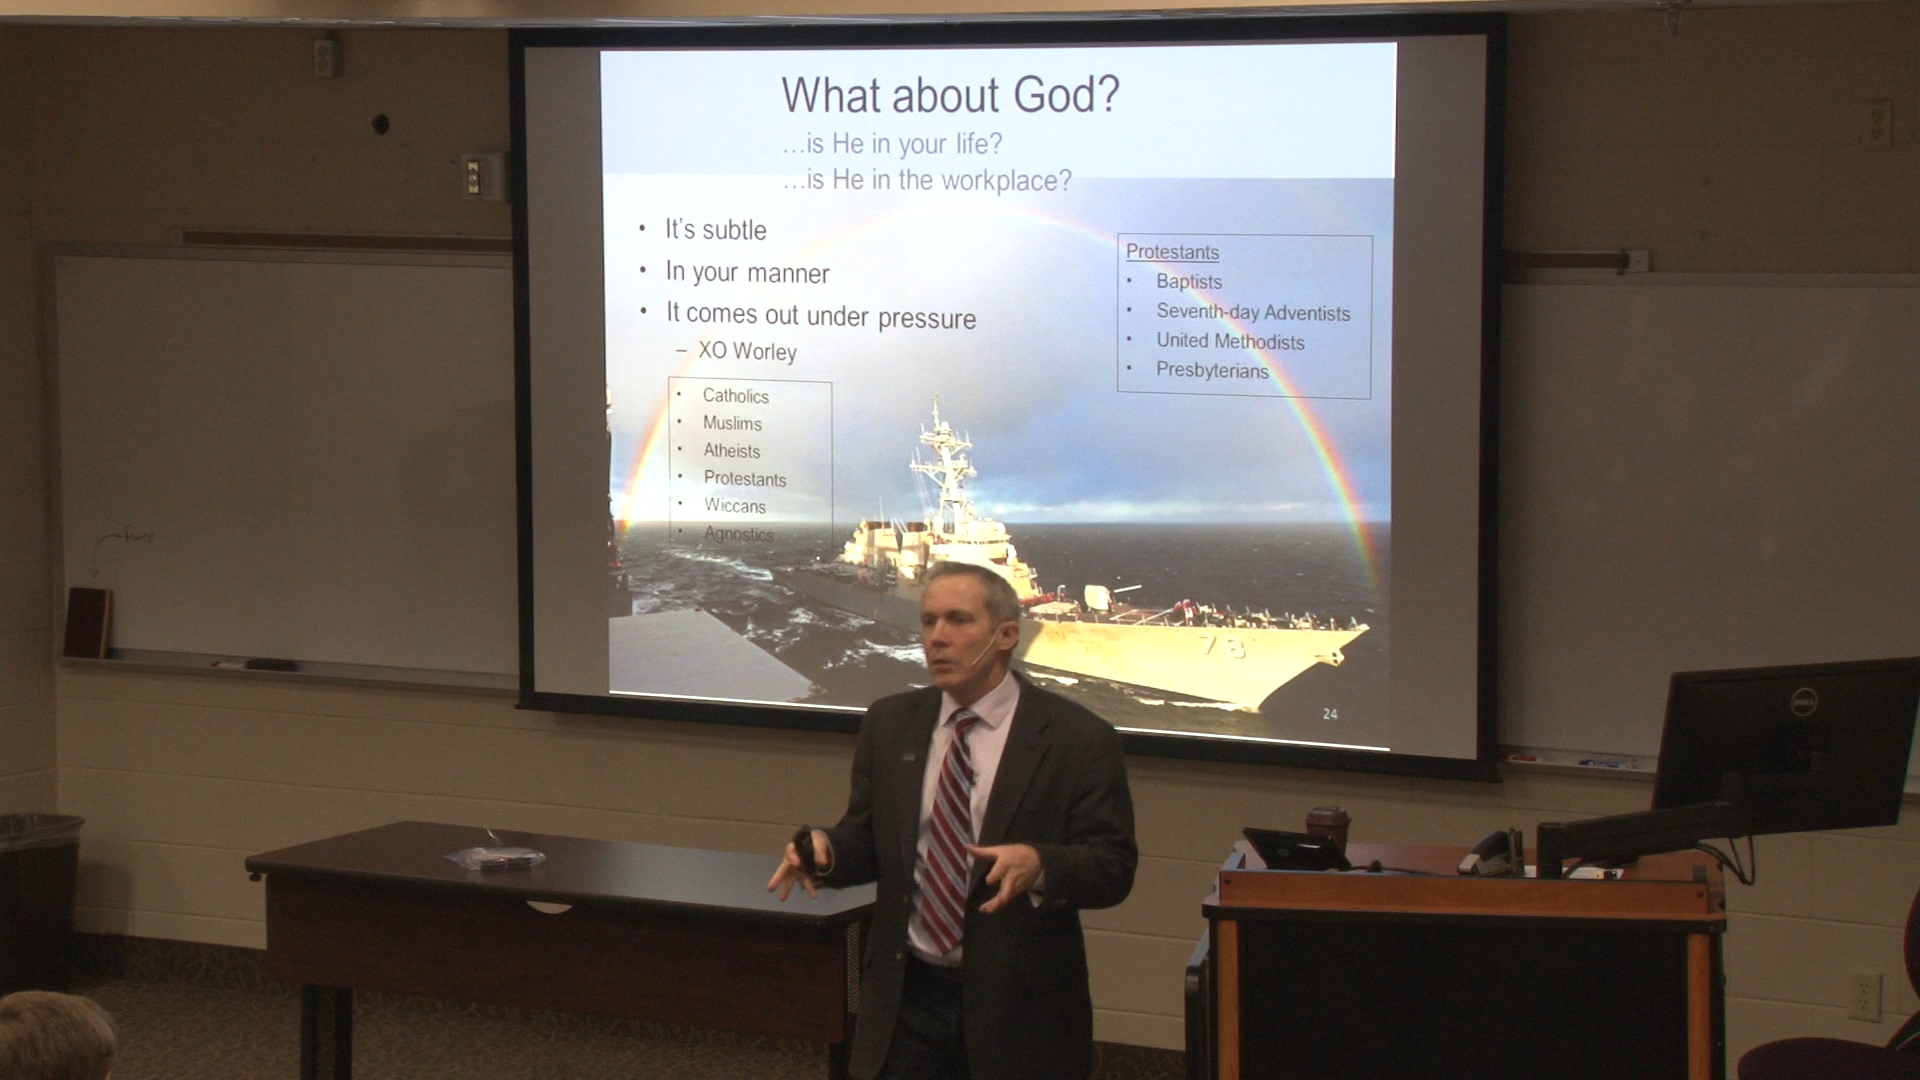 What about God?
…is He in your life?
…is He in the workplace?
• It's subtle
• In your manner
• It comes out under pressure
– XO Worley
• Catholics
• Muslims
• Atheists
• Protestants
• Wiccans
• Agnostics
Protestants
• Baptists
• Seventh-day Adventists
• United Methodists
• Presbyterians
78
24
DELL